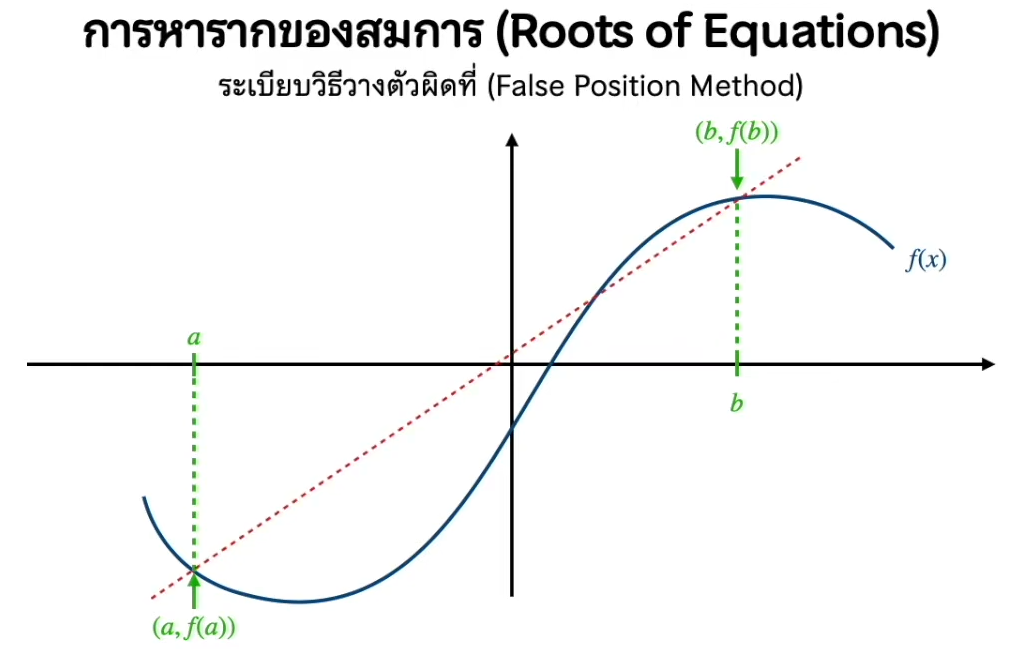 การหารากของสมการ (Roots of Equations)
ระเบียบวิธีวางตัวผิดที่ (False Position Method)
(b, f(b))
f(x)
a
b
(a, f(a))